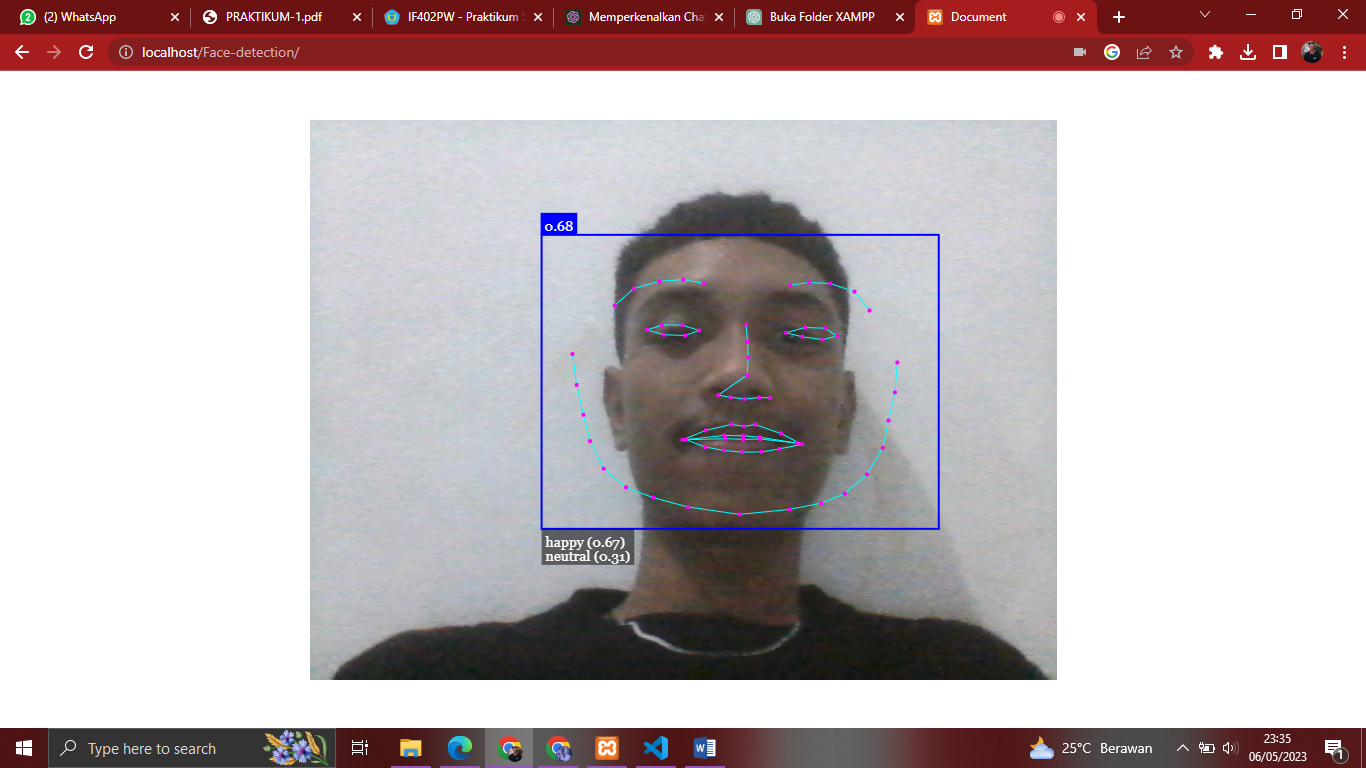 (2) WhatsApp
PRAKTIKUM-1.pdf
IF402PW - Praktikum
Memperkenalkan Cha
Buka Folder XAMPP
Document
localhost/Face-detection/
0.68
happy (0.67)
neutral (0.31)
Type here to search
25°C Berawan
23:35
06/05/2023
1